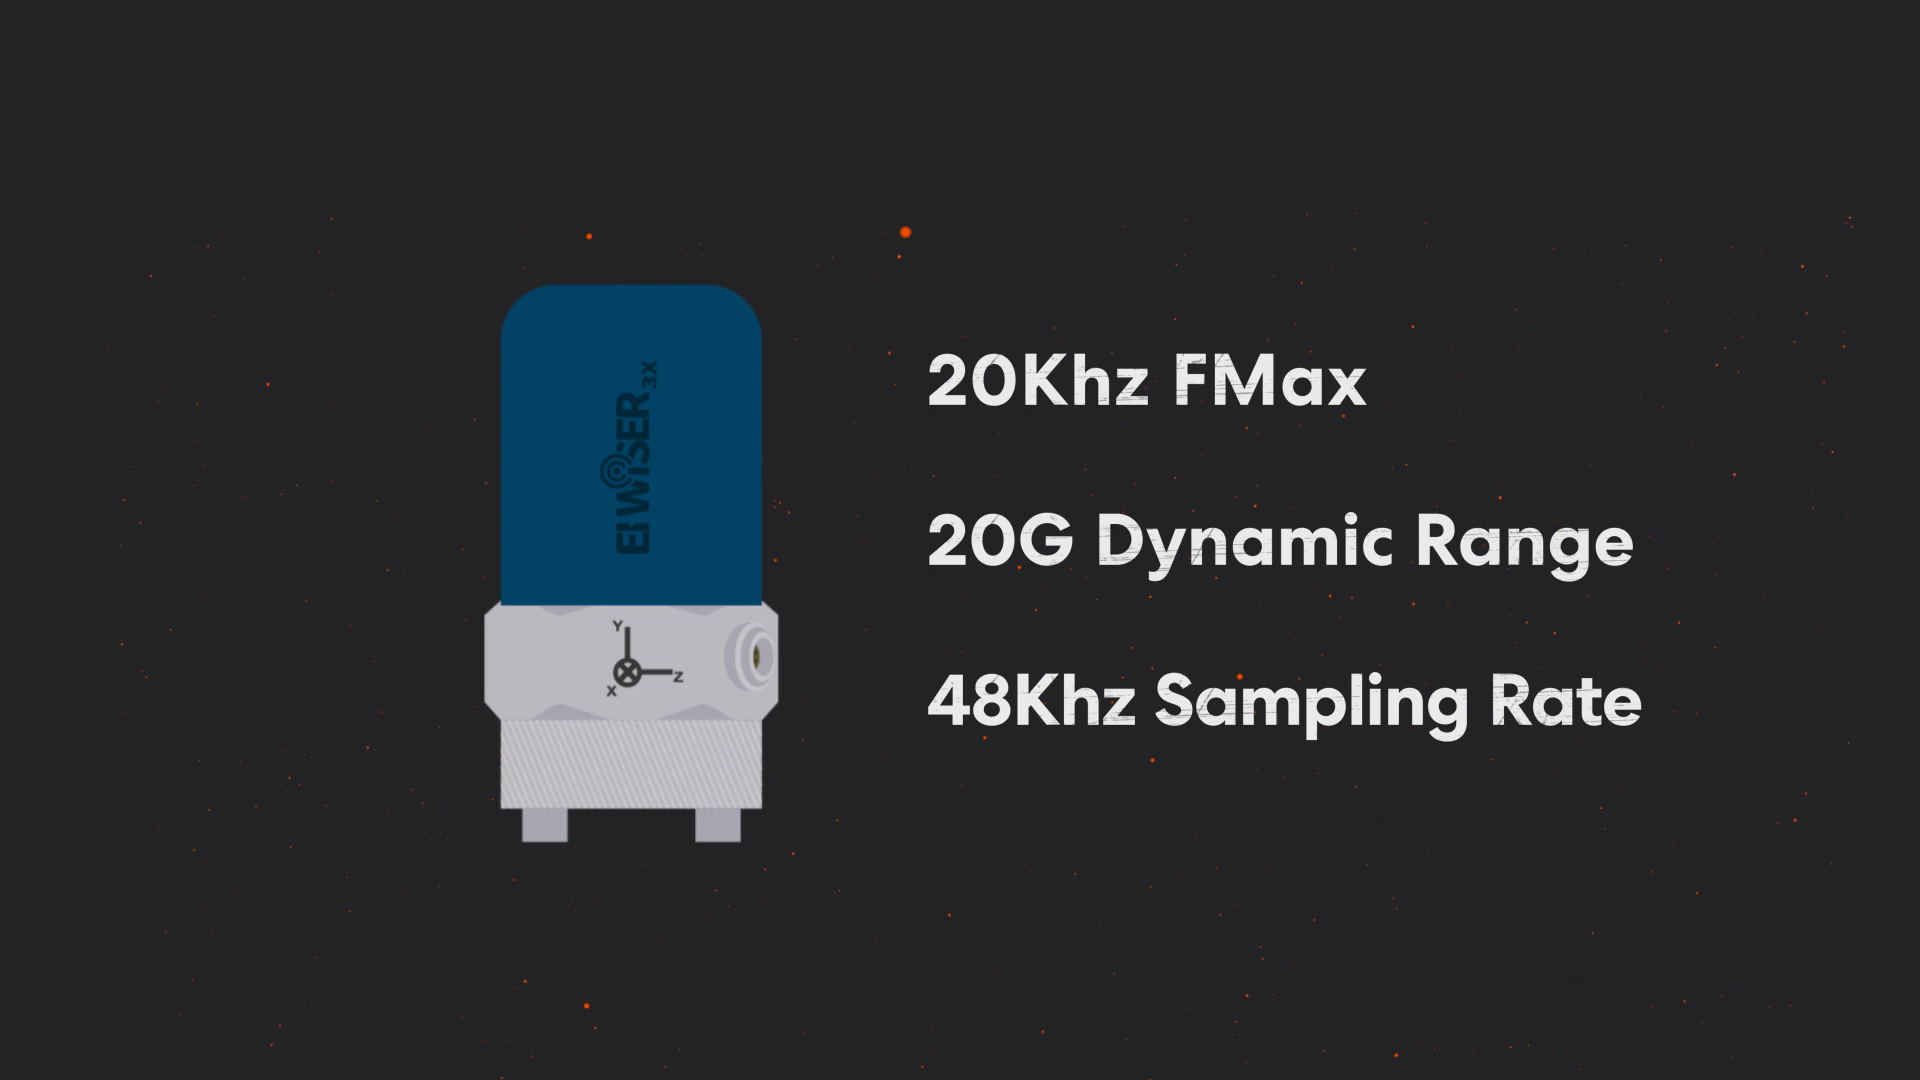 EI WiSER 3X
Y
Z
X
20Khz FMax
20G Dynamic Range
48Khz Sampling Rate